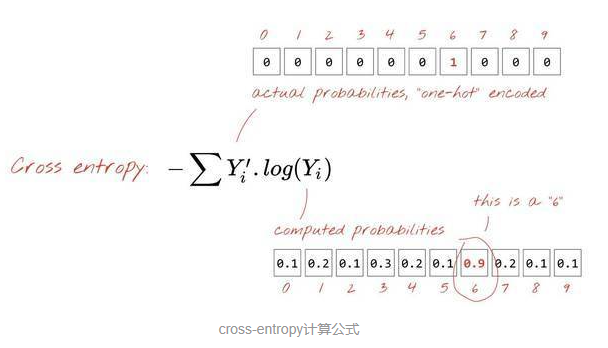 0 1 2 3 4 5 6 7 8 9
0 0 0 0 0 0 1 0 0 0
actual probabilities, "one-hot" encoded
Cross entropy: − ∑ Y′ᵢ . log(Yᵢ)
this is a "6"
computed probabilities
0.1 0.2 0.1 0.3 0.2 0.1 0.9 0.2 0.1 0.1
0 1 2 3 4 5 6 7 8 9
cross-entropy计算公式